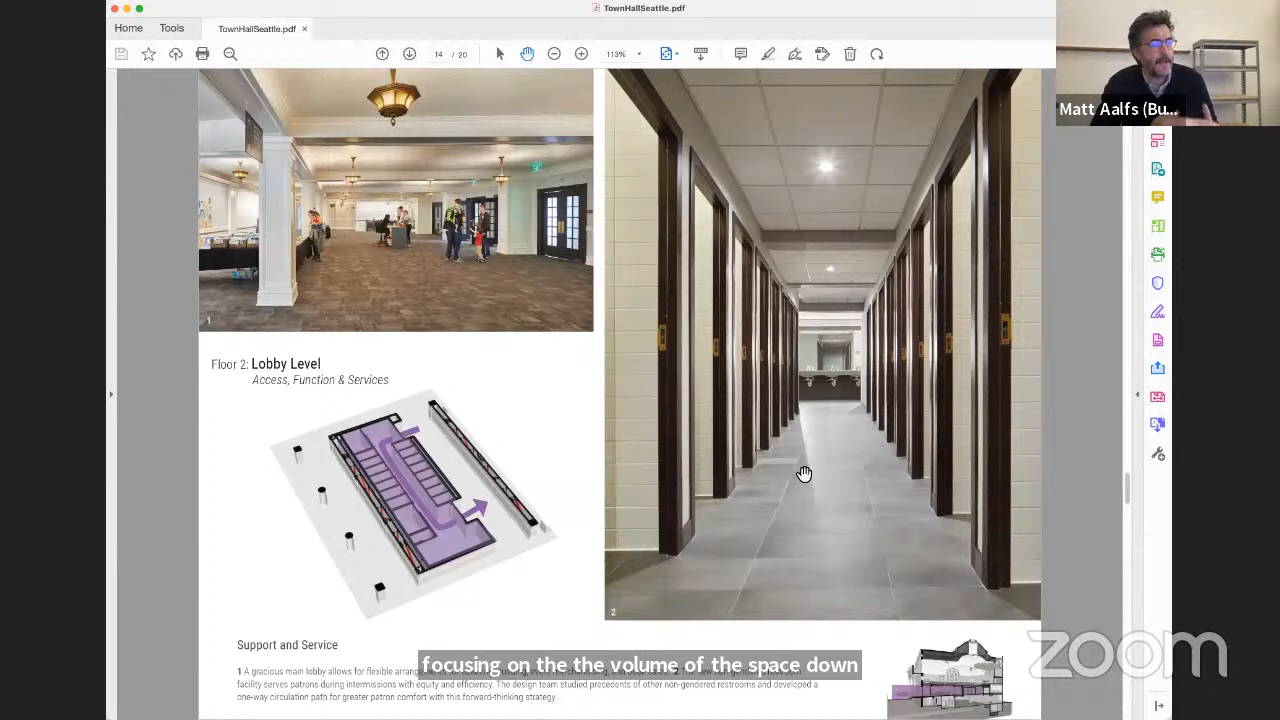 TownHallSeattle.pdf
Home Tools TownHallSeattle.pdf ×
14 / 113%
Matt Aalfs (Bu...
1
Floor 2: Lobby Level
Access, Function & Services
2
Support and Service
focusing on the the volume of the space down
1 A gracious main lobby allows for flexible
facility serves patrons during intermissions with equity and efficiency. The design team studied precedents of other non-gendered restrooms and developed a
one-way circulation path for greater patron comfort with this forward-thinking strategy.
zoom